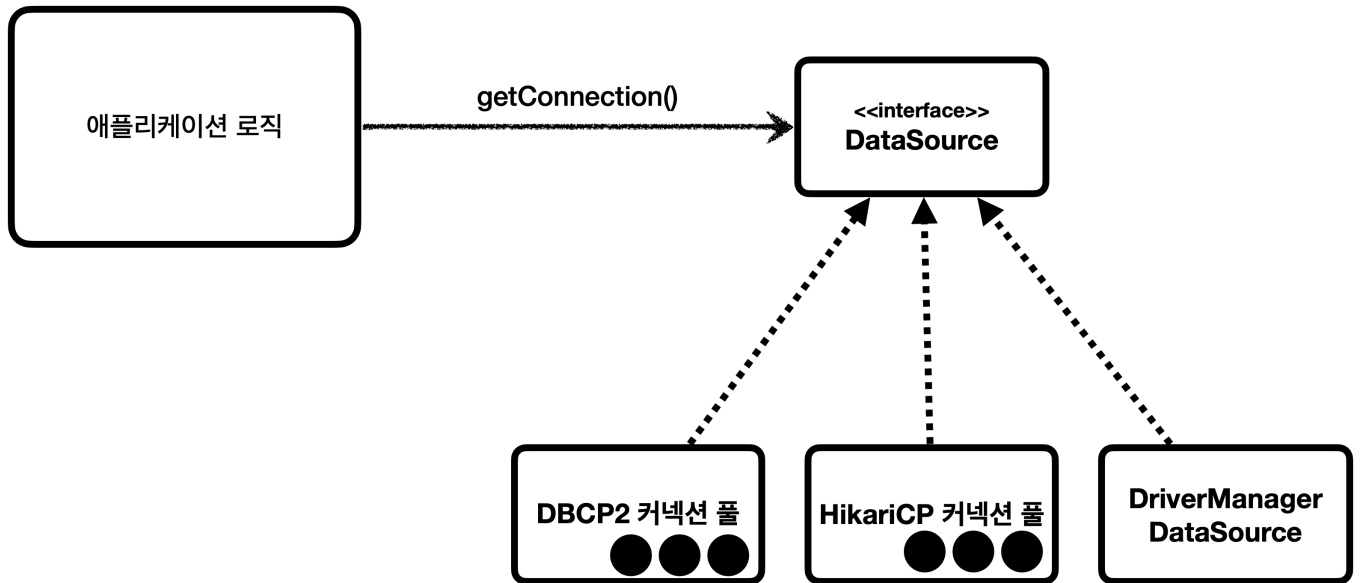 애플리케이션 로직
getConnection()
<<interface>>
DataSource
DBCP2 커넥션 풀
HikariCP 커넥션 풀
DriverManager
DataSource